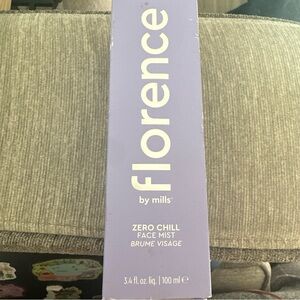 florence
by mills
ZERO CHILL
FACE MIST
BRUME VISAGE
3.4 fl. oz. liq. | 100 ml ℮